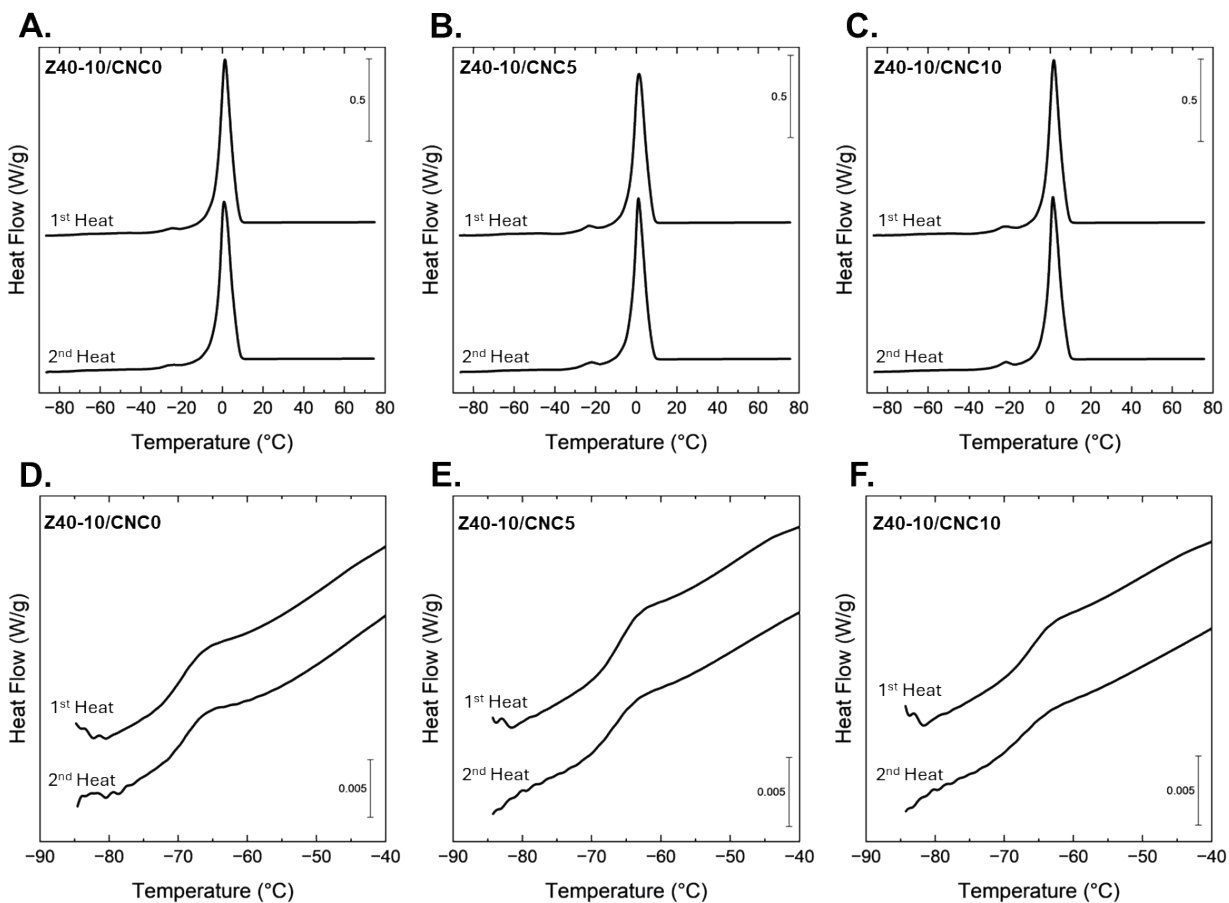 A.
Z40-10/CNC0
0.5
Heat Flow (W/g)
1st Heat
2nd Heat
−80 −60 −40 −20 0 20 40 60 80
Temperature (°C)
B.
Z40-10/CNC5
0.5
Heat Flow (W/g)
1st Heat
2nd Heat
−80 −60 −40 −20 0 20 40 60 80
Temperature (°C)
C.
Z40-10/CNC10
0.5
Heat Flow (W/g)
1st Heat
2nd Heat
−80 −60 −40 −20 0 20 40 60 80
Temperature (°C)
D.
Z40-10/CNC0
Heat Flow (W/g)
1st Heat
2nd Heat
0.005
−90 −80 −70 −60 −50 −40
Temperature (°C)
E.
Z40-10/CNC5
Heat Flow (W/g)
1st Heat
2nd Heat
0.005
−90 −80 −70 −60 −50 −40
Temperature (°C)
F.
Z40-10/CNC10
Heat Flow (W/g)
1st Heat
2nd Heat
0.005
−90 −80 −70 −60 −50 −40
Temperature (°C)